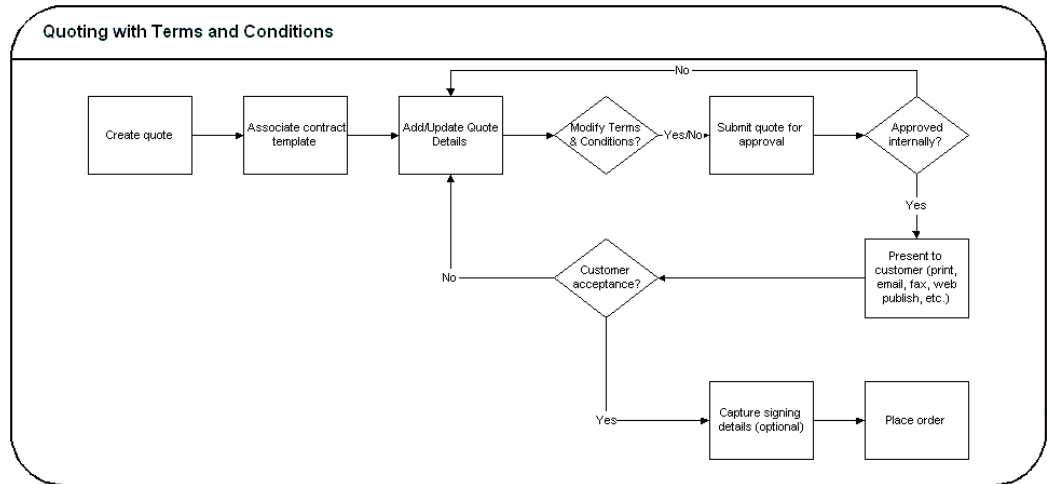 Quoting with Terms and Conditions
No
Create quote
Associate contract
template
Add/Update Quote
Details
Modify Terms
& Conditions?
Yes/No
Submit quote for
approval
Approved
internally?
Yes
Present to
customer (print,
email, fax, web
publish, etc.)
Customer
acceptance?
No
Yes
Capture signing
details (optional)
Place order